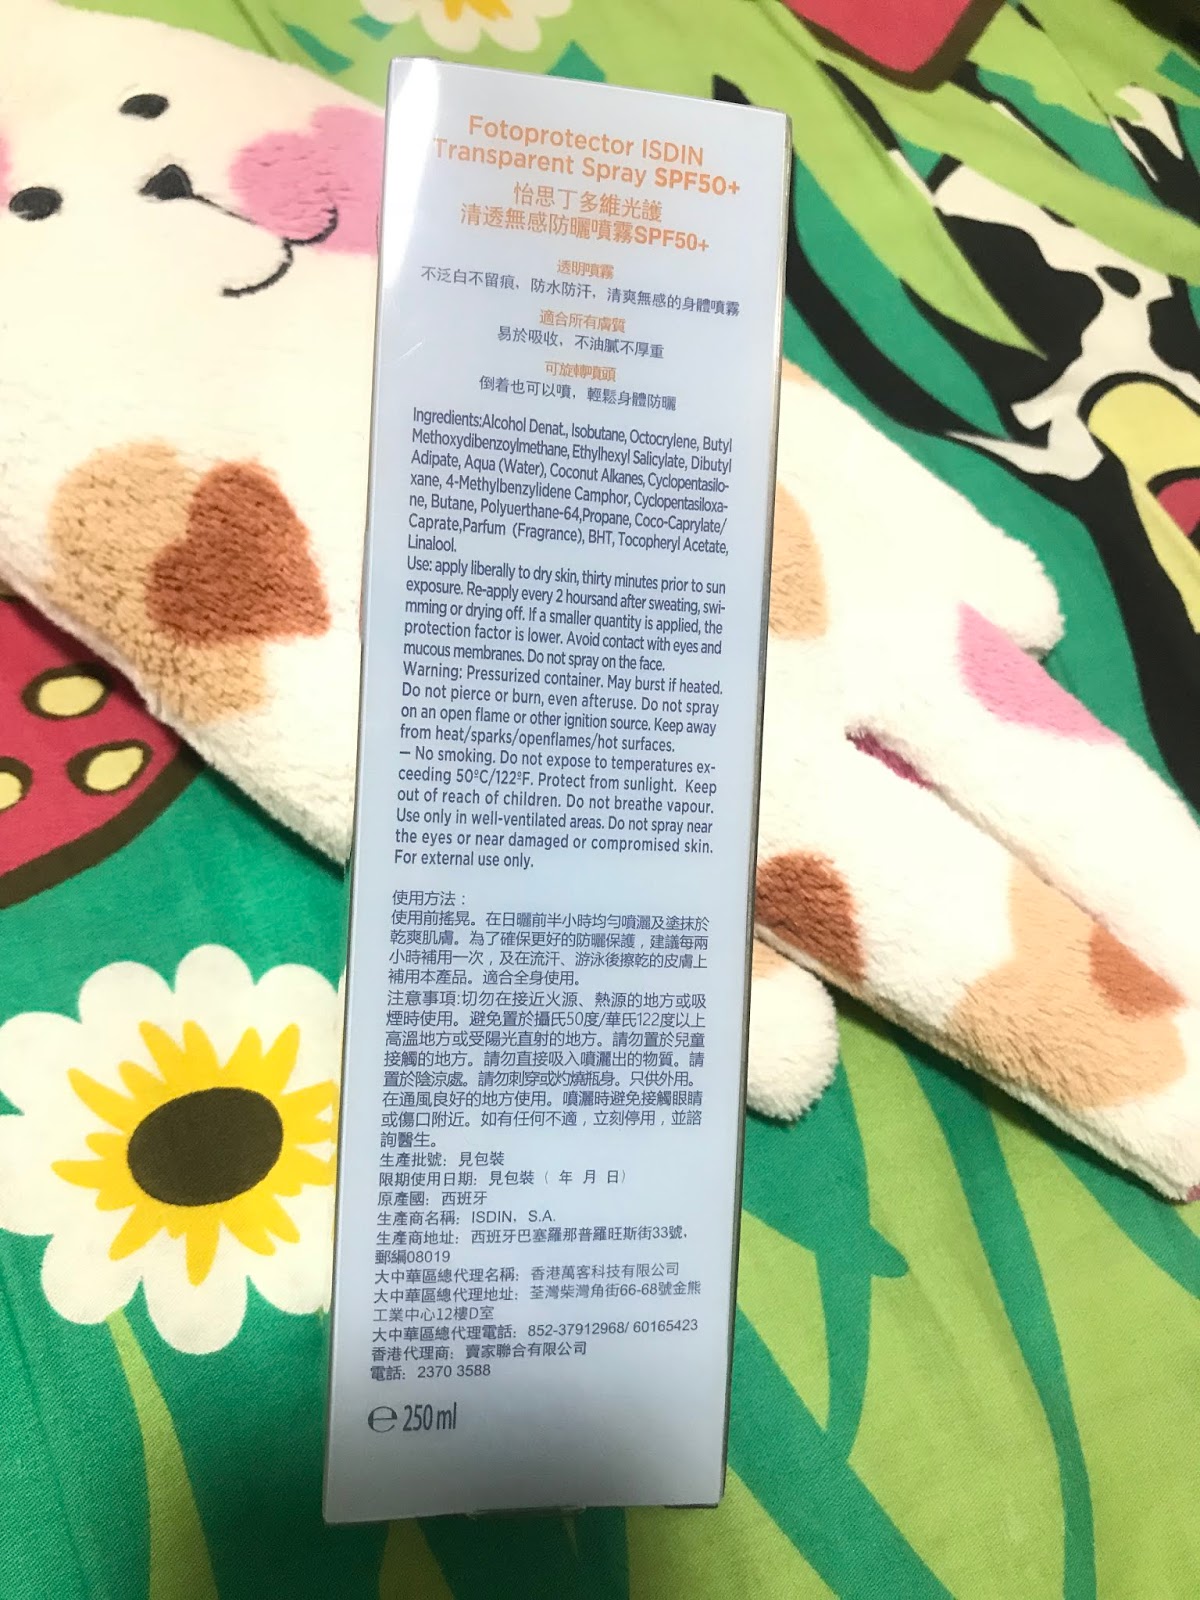 Fotoprotector ISDIN
Transparent Spray SPF50+
怡思丁多維光護
清透無感防曬噴霧SPF50+
透明噴霧
不泛白不留痕，防水防汗，清爽無感的身體噴霧
適合所有膚質
易於吸收，不油膩不厚重
可旋轉噴頭
倒着也可以噴，輕鬆身體防曬
Ingredients:Alcohol Denat., Isobutane, Octocrylene, Butyl
Methoxydibenzoylmethane, Ethylhexyl Salicylate, Dibutyl
Adipate, Aqua (Water), Coconut Alkanes, Cyclopentasilo-
xane, 4-Methylbenzylidene Camphor, Cyclopentasiloxa-
ne, Butane, Polyuerthane-64,Propane, Coco-Caprylate/
Caprate,Parfum (Fragrance), BHT, Tocopheryl Acetate,
Linalool.
Use: apply liberally to dry skin, thirty minutes prior to sun
exposure. Re-apply every 2 hoursand after sweating, swi-
mming or drying off. If a smaller quantity is applied, the
protection factor is lower. Avoid contact with eyes and
mucous membranes. Do not spray on the face.
Warning: Pressurized container. May burst if heated.
Do not pierce or burn, even afteruse. Do not spray
on an open flame or other ignition source. Keep away
from heat/sparks/openflames/hot surfaces.
— No smoking. Do not expose to temperatures ex-
ceeding 50ºC/122ºF. Protect from sunlight. Keep
out of reach of children. Do not breathe vapour.
Use only in well-ventilated areas. Do not spray near
the eyes or near damaged or compromised skin.
For external use only.
使用方法：
使用前搖晃。在日曬前半小時均勻噴灑及塗抹於
乾爽肌膚。為了確保更好的防曬保護，建議每兩
小時補用一次，及在流汗、游泳後擦乾的皮膚上
補用本產品。適合全身使用。
注意事項:切勿在接近火源、熱源的地方或吸
煙時使用。避免置於攝氏50度/華氏122度以上
高溫地方或受陽光直射的地方。請勿置於兒童
接觸的地方。請勿直接吸入噴灑出的物質。請
置於陰涼處。請勿刺穿或灼燒瓶身。只供外用。
在通風良好的地方使用。噴灑時避免接觸眼睛
或傷口附近。如有任何不適，立刻停用，並諮
詢醫生。
生產批號：見包裝
限期使用日期：見包裝（ 年 月 日）
原產國：西班牙
生產商名稱：ISDIN，S.A.
生產商地址：西班牙巴塞羅那普羅旺斯街33號，
郵編08019
大中華區總代理名稱：香港萬客科技有限公司
大中華區總代理地址：荃灣柴灣角街66-68號金熊
工業中心12樓D室
大中華區總代理電話：852-37912968/ 60165423
香港代理商：賣家聯合有限公司
電話：2370 3588
℮ 250 ml